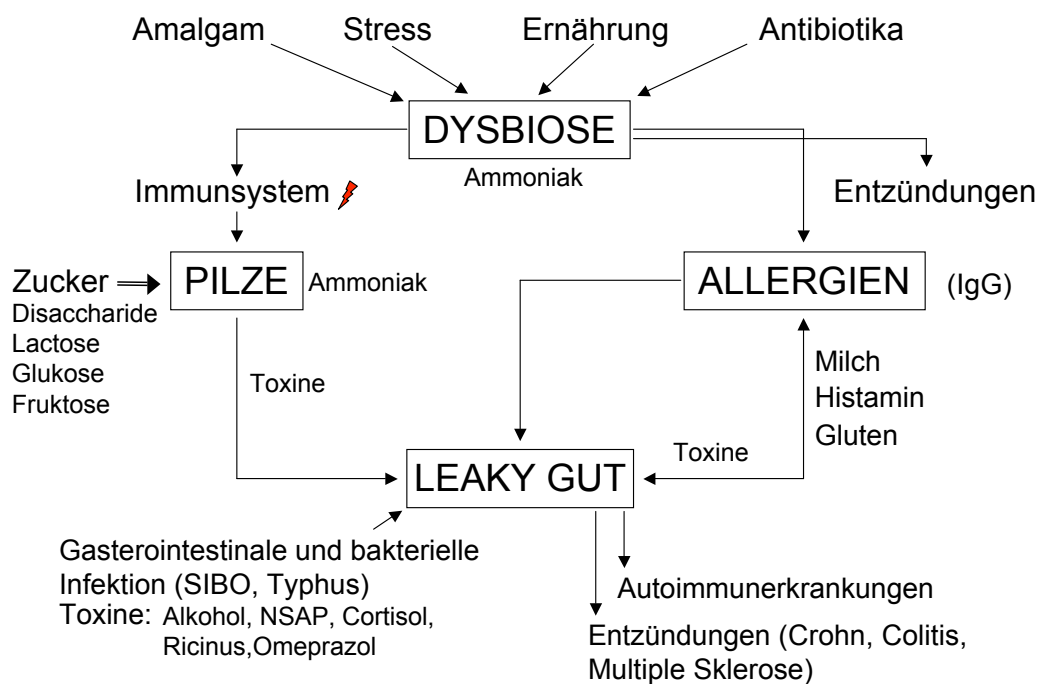 Amalgam Stress Ernährung Antibiotika
DYSBIOSE
Ammoniak
Immunsystem
Entzündungen
Zucker
Disaccharide
Lactose
Glukose
Fruktose
PILZE
Ammoniak
ALLERGIEN
(IgG)
Toxine
Milch
Histamin
Gluten
Toxine
LEAKY GUT
Gasterointestinale und bakterielle
Infektion (SIBO, Typhus)
Toxine: Alkohol, NSAP, Cortisol,
Ricinus,Omeprazol
Autoimmunerkrankungen
Entzündungen (Crohn, Colitis,
Multiple Sklerose)